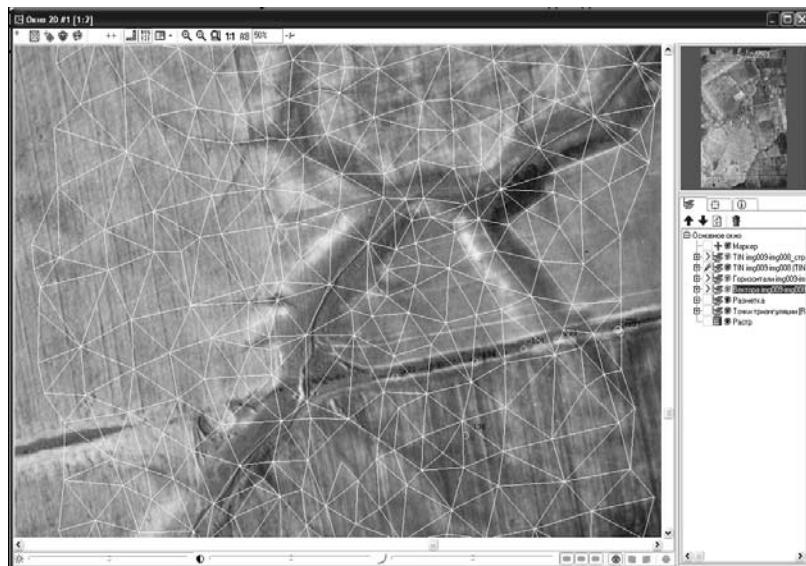 Окно 2D #1 [1:2]
1:1
50%
Основное окно
Маркер
TIN img009-img008_стр
TIN img009-img008 (TIN
Горизонтали img009-im
Вектора img009-img008
Разметка
Точки триангуляции (R
Растр